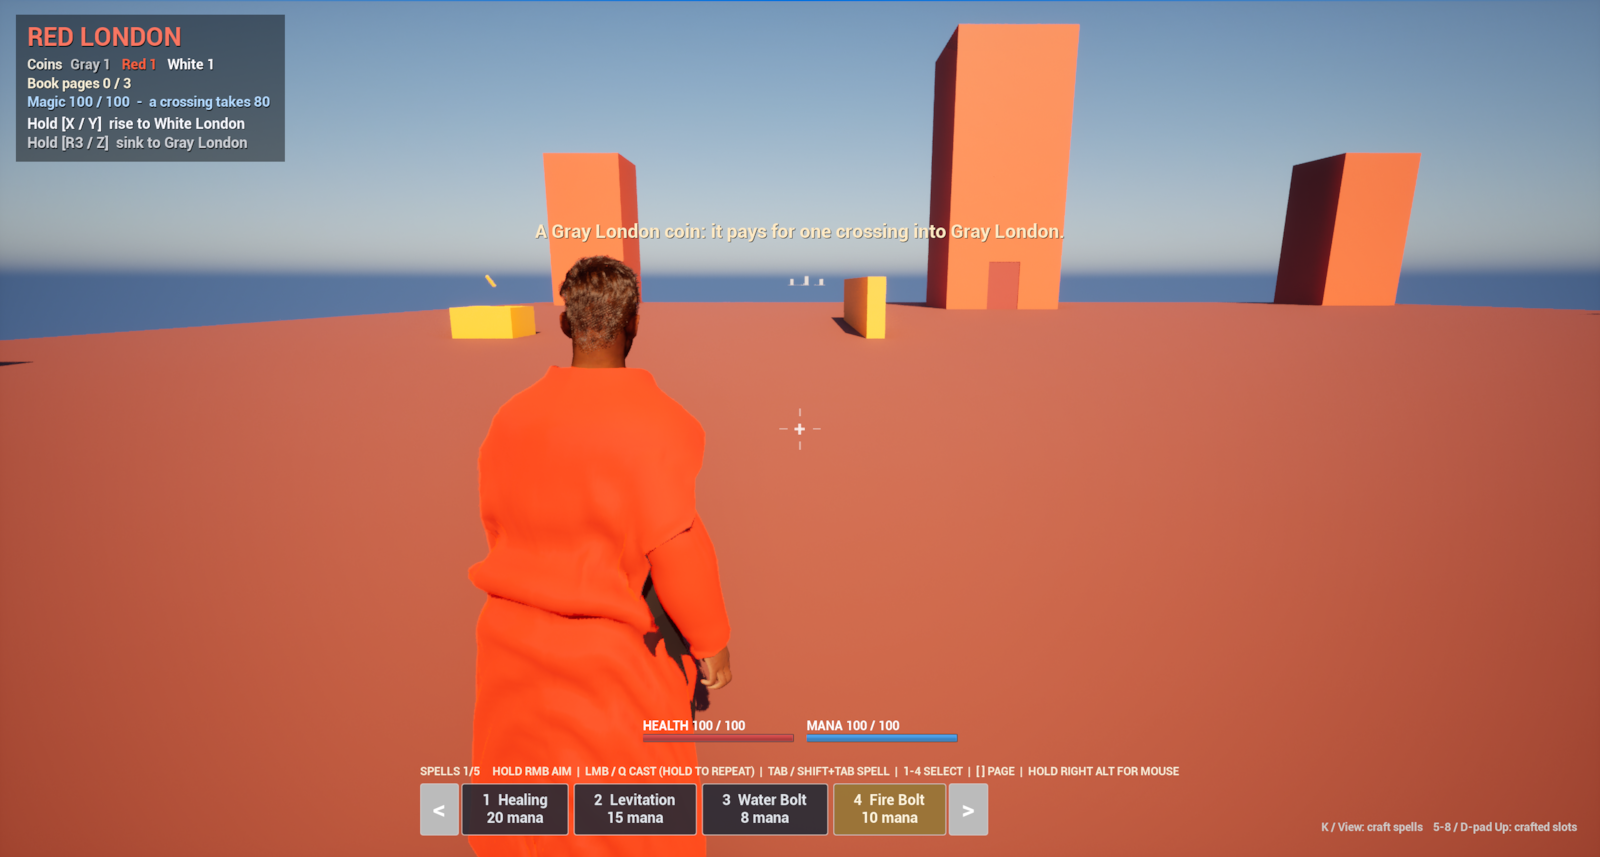 RED LONDON
Coins Gray 1 Red 1 White 1
Book pages 0 / 3
Magic 100 / 100 - a crossing takes 80
Hold [X / Y] rise to White London
Hold [R3 / Z] sink to Gray London
A Gray London coin: it pays for one crossing into Gray London.
HEALTH 100 / 100 MANA 100 / 100
SPELLS 1/5 HOLD RMB AIM | LMB / Q CAST (HOLD TO REPEAT) | TAB / SHIFT+TAB SPELL | 1-4 SELECT | [ ] PAGE | HOLD RIGHT ALT FOR MOUSE
< 1 Healing 2 Levitation 3 Water Bolt 4 Fire Bolt >
20 mana 15 mana 8 mana 10 mana
K / View: craft spells 5-8 / D-pad Up: crafted slots